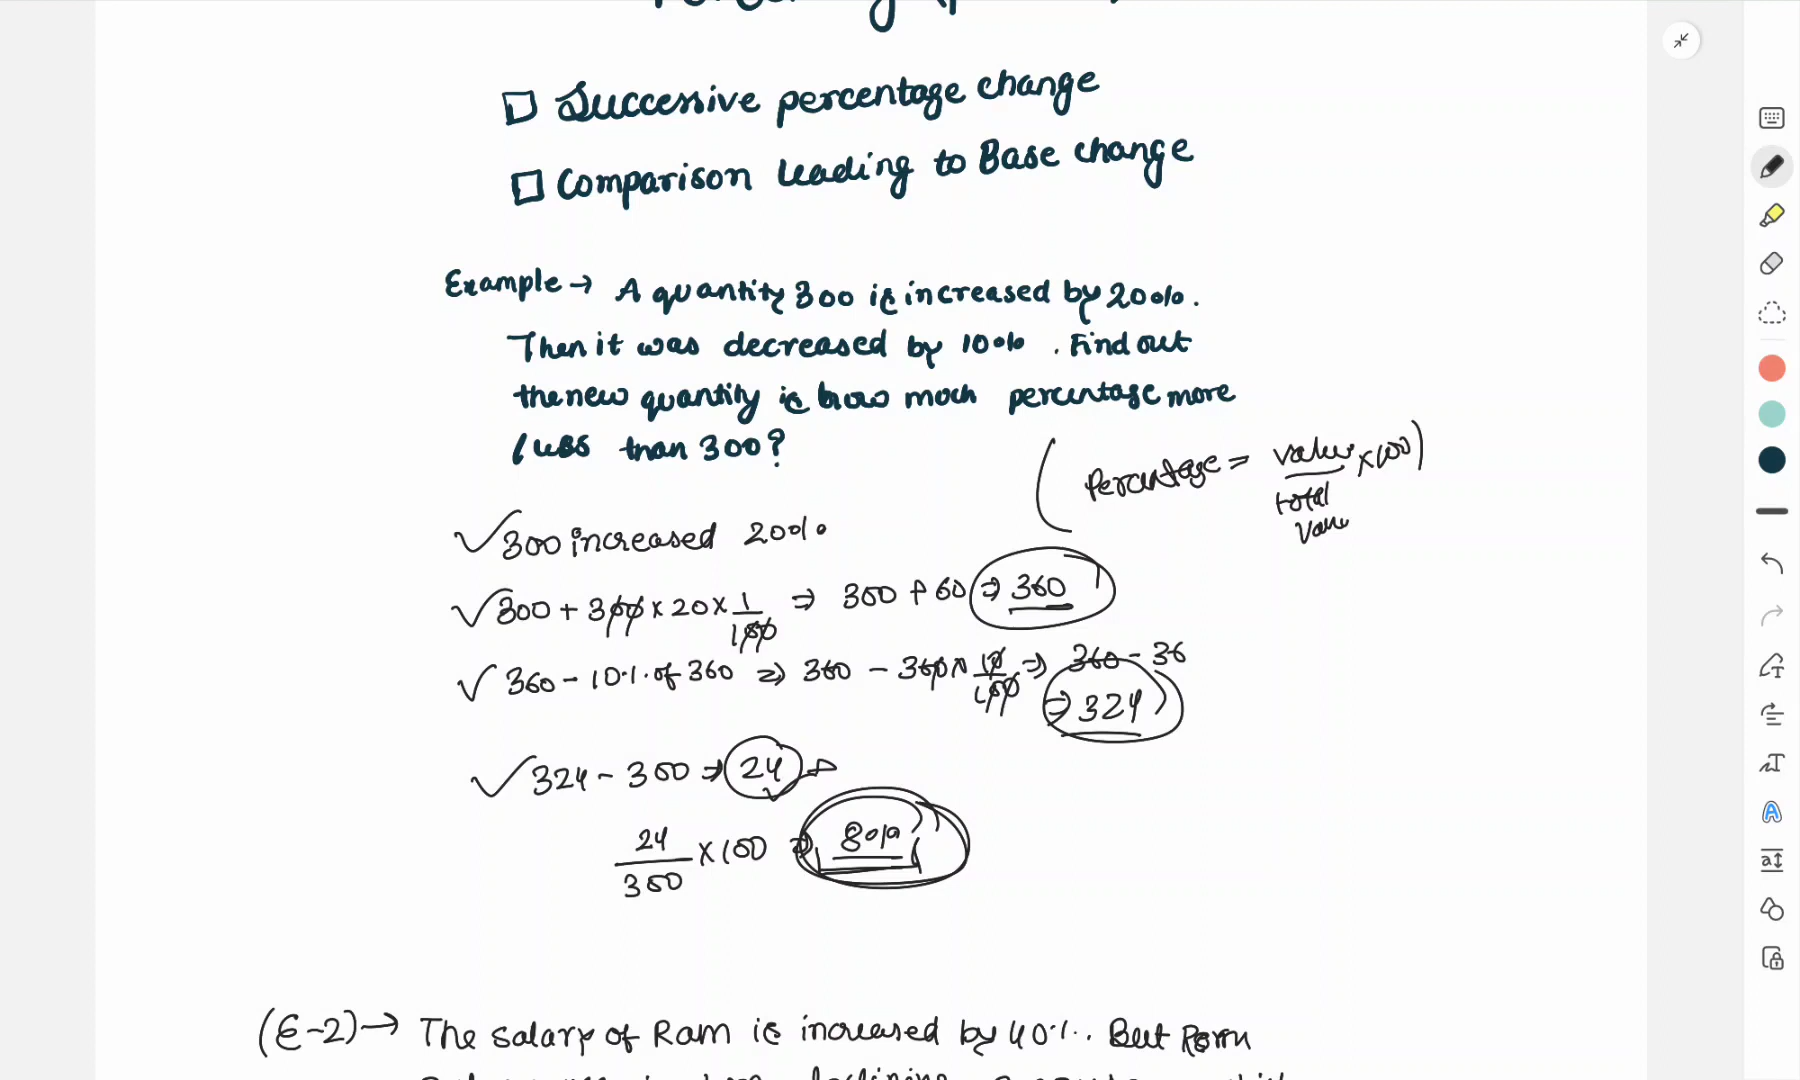 □ Successive percentage change
□ Comparison leading to Base change
Example → A quantity 300 is increased by 20%.
Then it was decreased by 10% . Find out
the new quantity is how much percentage more
/ less than 300?
(Percentage = value / total value × 100)
✓ 300 increased 20%
✓ 300 + 300 × 20 × 1/100 ⇒ 300 + 60 ⇒ 360
✓ 360 - 10% of 360 ⇒ 360 - 360 × 10/100 ⇒ 360 - 36
⇒ 324
✓ 324 - 300 ⇒ 24
24/300 × 100 ⇒ 8%
(E-2) → The salary of Ram is increased by 40%. But